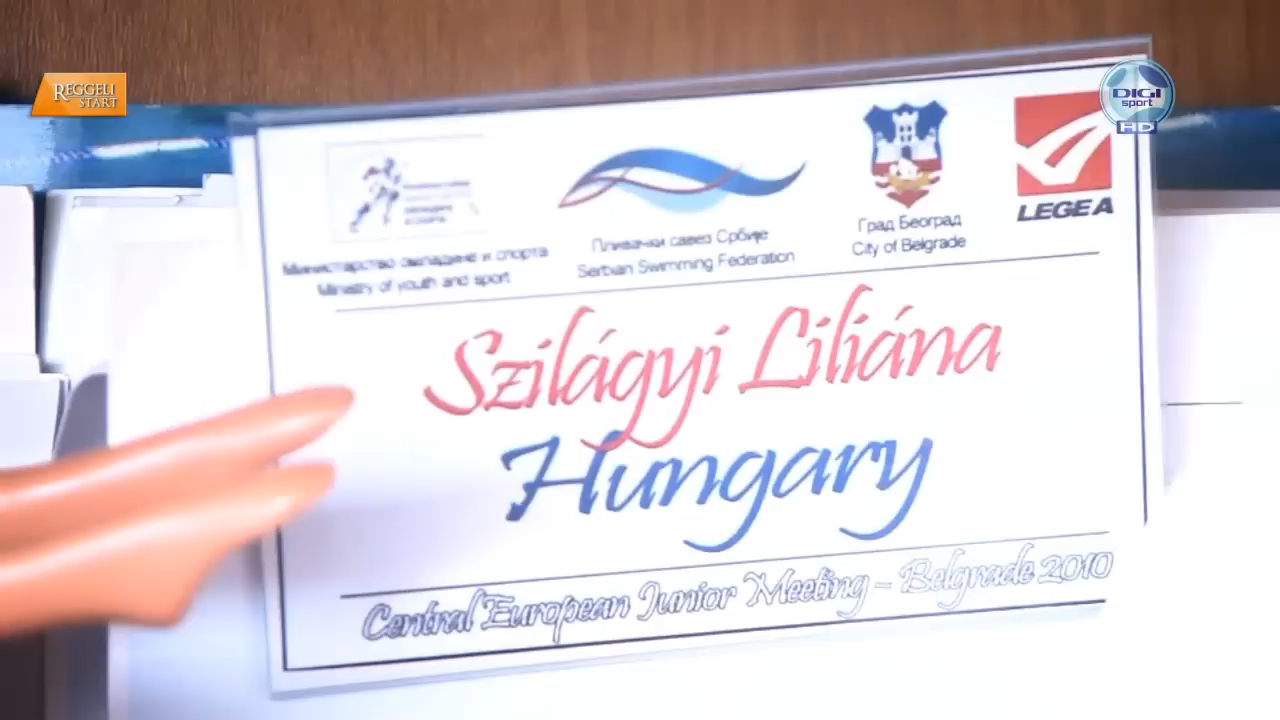 REGGELI
START
DIGI
sport
HD
LEGEA
Министарство омладине и спорта
Ministry of youth and sport
Пливачки савез Србије
Serbian Swimming Federation
Град Београд
City of Belgrade
Szilágyi Liliána
Hungary
Central European Junior Meeting - Belgrade 2010